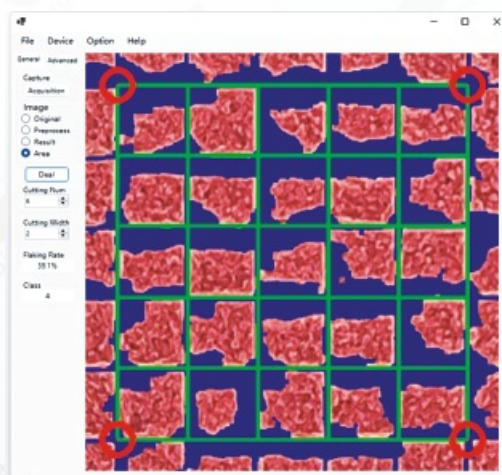 File Device Option Help
General Advanced
Capture
Acquisition
Image
Original
Preprocess
Result
Area
Deal
Cutting Num
6
Cutting Width
2
Flaking Rate
Class
4